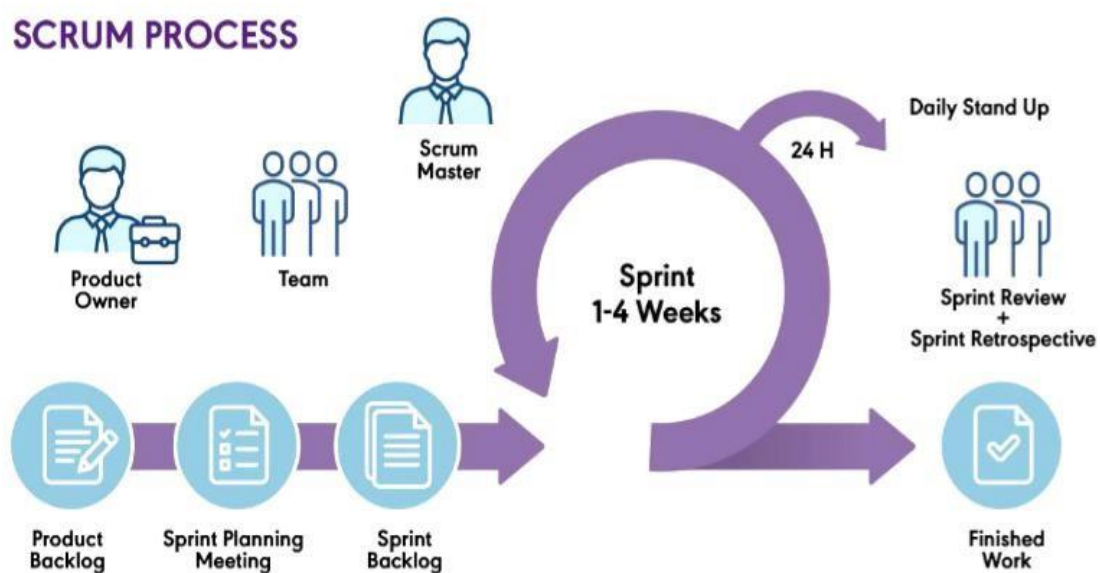 SCRUM PROCESS
Scrum
Master
Product
Owner
Team
Daily Stand Up
24 H
Sprint
1-4 Weeks
Sprint Review
+
Sprint Retrospective
Product
Backlog
Sprint Planning
Meeting
Sprint
Backlog
Finished
Work